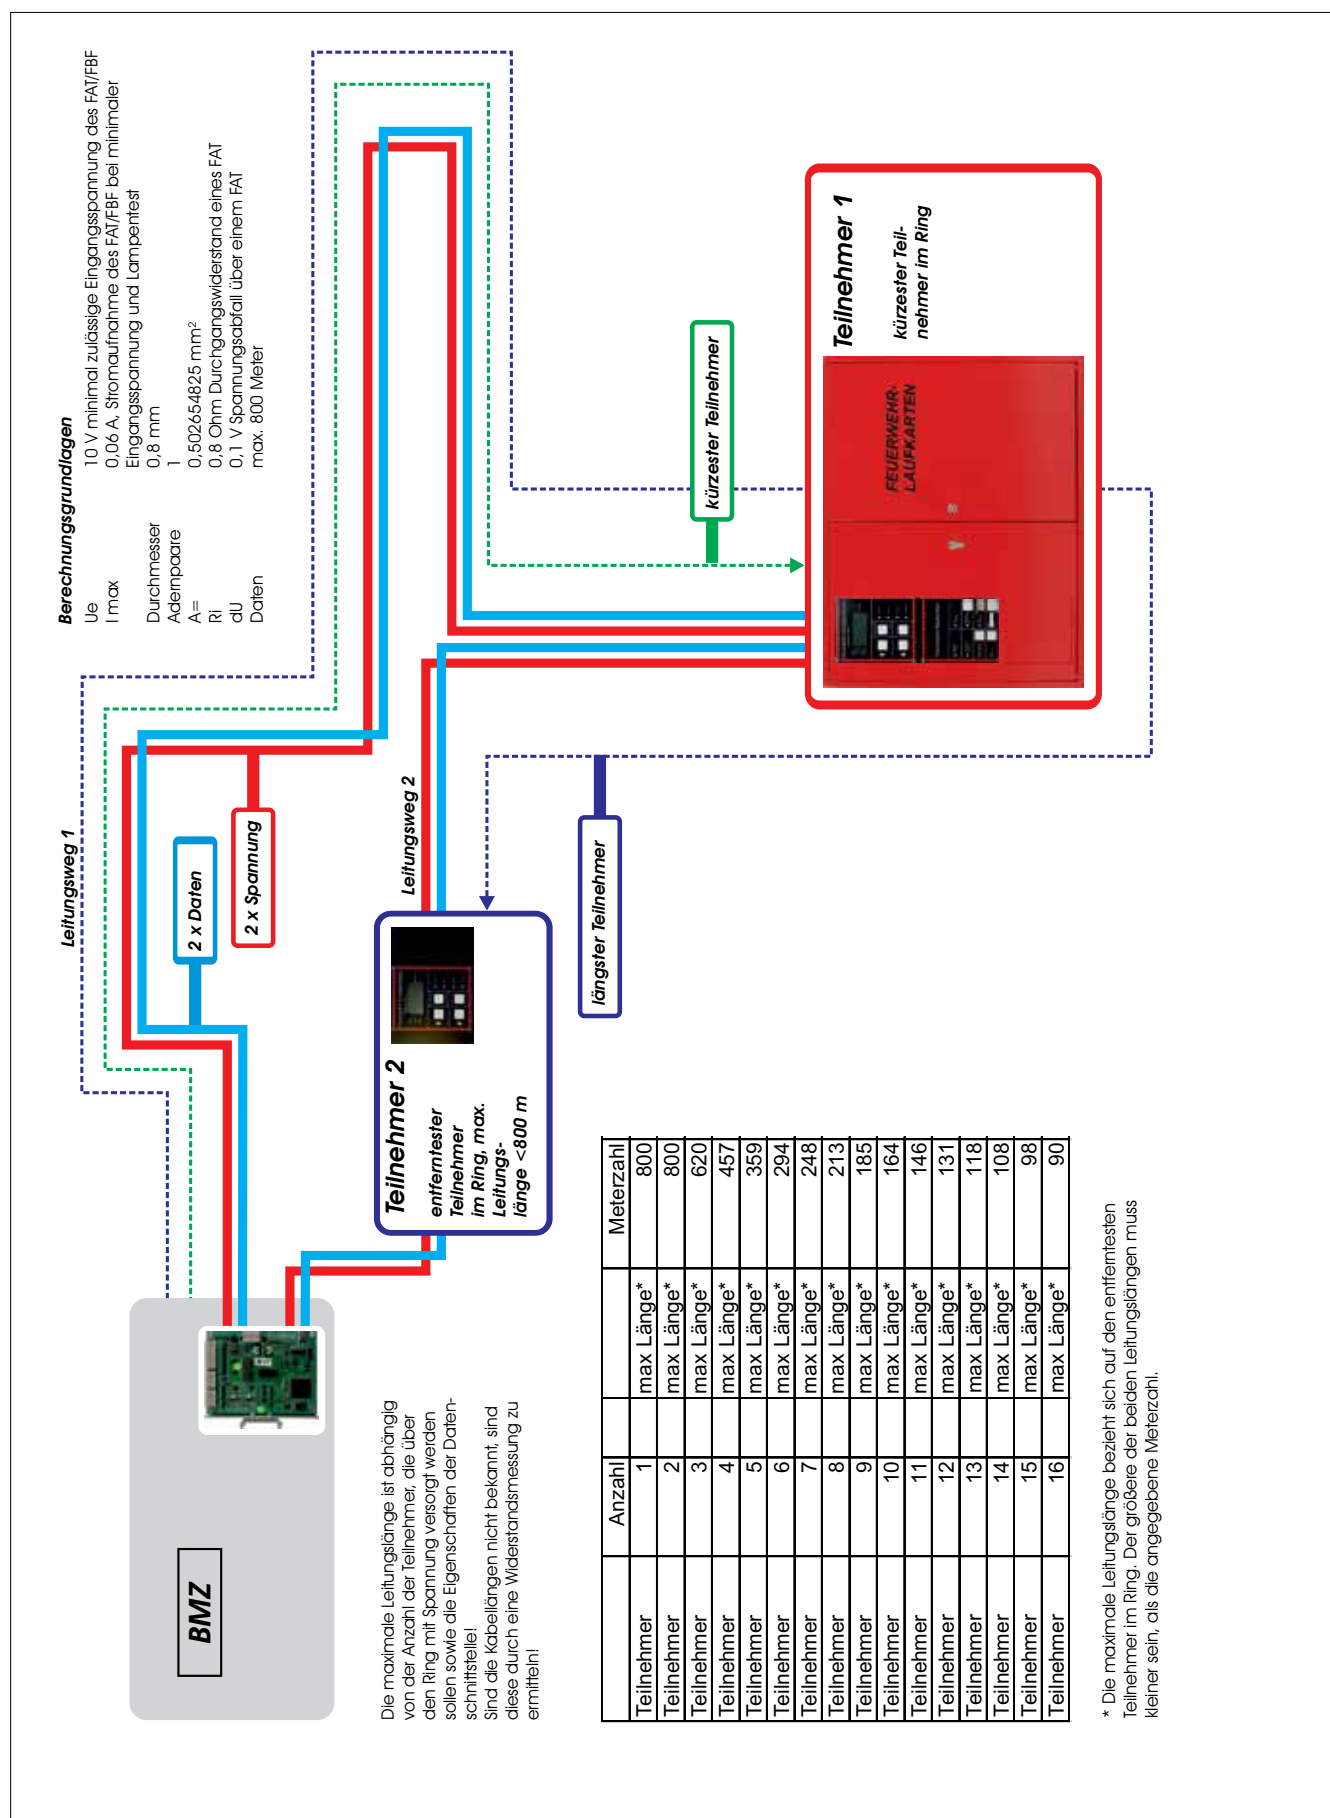 BMZ
Leitungsweg 1
2 x Daten
2 x Spannung
Berechnungsgrundlagen
Ue 10 V minimal zulässige Eingangsspannung des FAT/FBF
I max 0,06 A, Stromaufnahme des FAT/FBF bei minimaler
Eingangsspannung und Lampentest
Durchmesser 0,8 mm
Adernpaare 1
A= 0,502654825 mm²
Ri 0,8 Ohm Durchgangswiderstand eines FAT
dU 0,1 V Spannungsabfall über einem FAT
Daten max. 800 Meter
Die maximale Leitungslänge ist abhängig
von der Anzahl der Teilnehmer, die über
den Ring mit Spannung versorgt werden
sollen sowie die Eigenschaften der Daten-
schnittstelle!
Sind die Kabellängen nicht bekannt, sind
diese durch eine Widerstandsmessung zu
ermitteln!
Teilnehmer 2
entferntester
Teilnehmer
im Ring, max.
Leitungs-
länge <800 m
Leitungsweg 2
längster Teilnehmer
kürzester Teilnehmer
Teilnehmer 1
kürzester Teil-
nehmer im Ring
FEUERWEHR-
LAUFKARTEN
Anzahl Meterzahl
Teilnehmer 1 max Länge* 800
Teilnehmer 2 max Länge* 800
Teilnehmer 3 max Länge* 620
Teilnehmer 4 max Länge* 457
Teilnehmer 5 max Länge* 359
Teilnehmer 6 max Länge* 294
Teilnehmer 7 max Länge* 248
Teilnehmer 8 max Länge* 213
Teilnehmer 9 max Länge* 185
Teilnehmer 10 max Länge* 164
Teilnehmer 11 max Länge* 146
Teilnehmer 12 max Länge* 131
Teilnehmer 13 max Länge* 118
Teilnehmer 14 max Länge* 108
Teilnehmer 15 max Länge* 98
Teilnehmer 16 max Länge* 90
* Die maximale Leitungslänge bezieht sich auf den entferntesten
Teilnehmer im Ring. Der größere der beiden Leitungslängen muss
kleiner sein, als die angegebene Meterzahl.